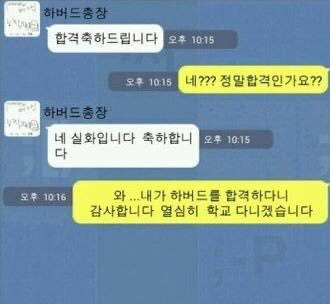 하버드총장
합격축하드립니다
오후 10:15
네??? 정말합격인가요??
오후 10:15
하버드총장
네 실화입니다 축하합니
다
오후 10:15
와 ...내가 하버드를 합격하다니
감사합니다 열심히 학교 다니겠습니다
오후 10:16